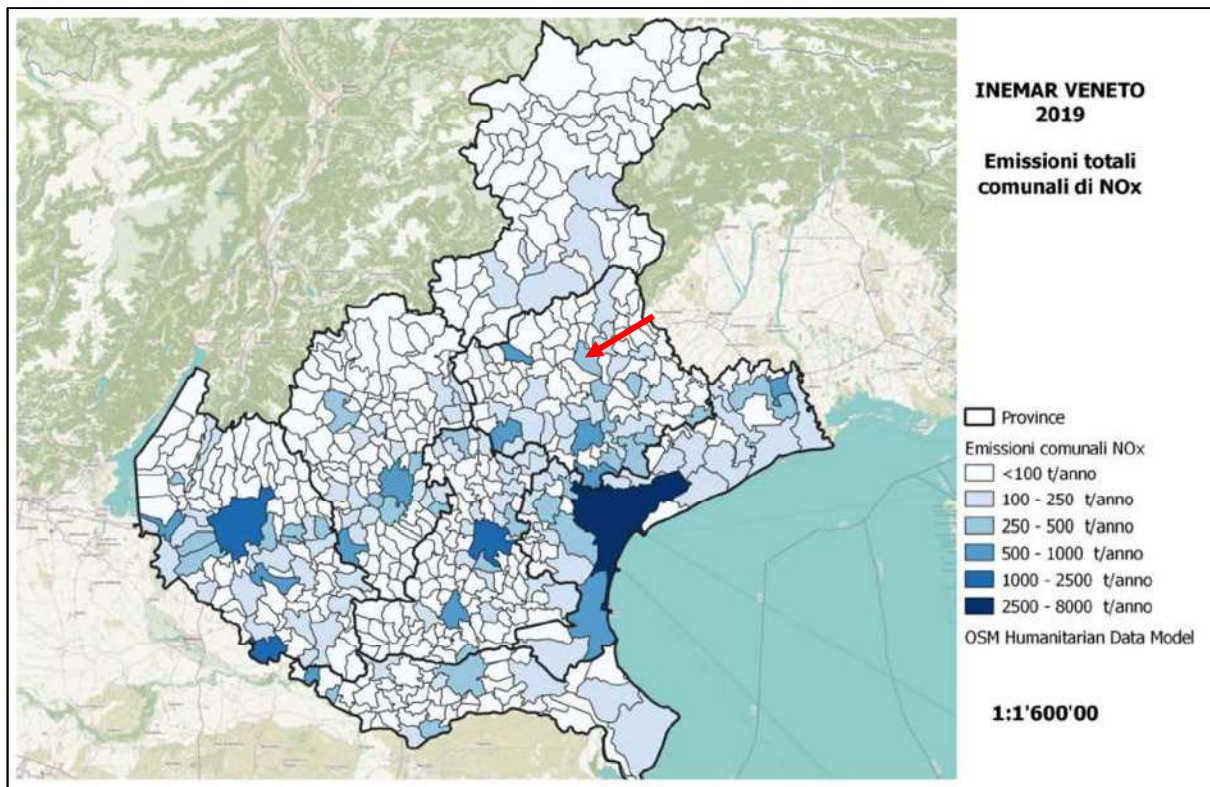 INEMAR VENETO
2019
Emissioni totali
comunali di NOx
Province
Emissioni comunali NOx
<100 t/anno
100 - 250 t/anno
250 - 500 t/anno
500 - 1000 t/anno
1000 - 2500 t/anno
2500 - 8000 t/anno
OSM Humanitarian Data Model
1:1'600'00